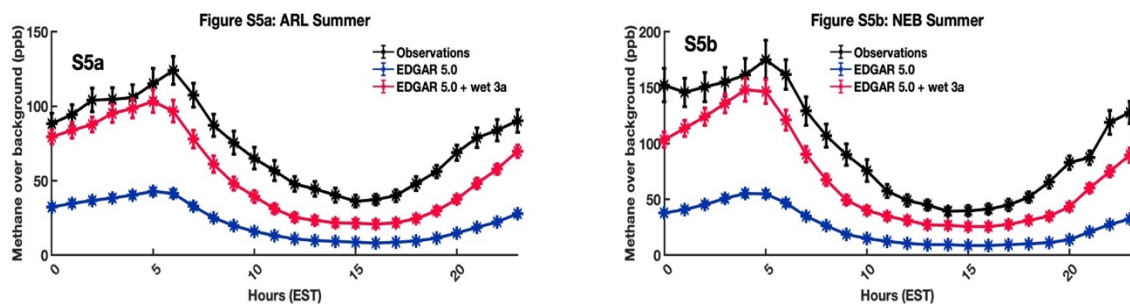 Figure S5a: ARL Summer
Methane over background (ppb)
150
100
50
0
S5a
Observations
EDGAR 5.0
EDGAR 5.0 + wet 3a
0
5
10
15
20
Hours (EST)
Figure S5b: NEB Summer
Methane over background (ppb)
200
150
100
50
0
S5b
Observations
EDGAR 5.0
EDGAR 5.0 + wet 3a
0
5
10
15
20
Hours (EST)